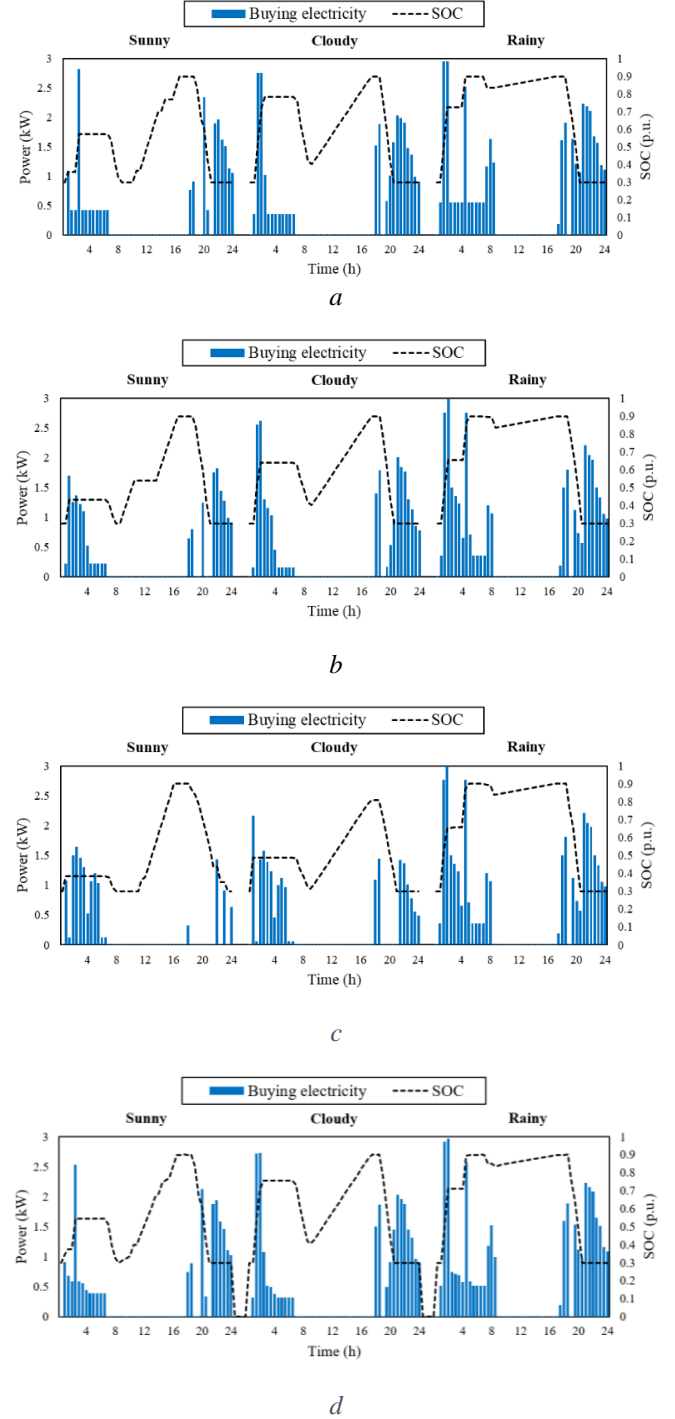 Buying electricity SOC
Sunny Cloudy Rainy
3 1
0.9
2.5 0.8
0.7
2 0.6
1.5 0.5
0.4
1 0.3
0.5 0.2
0.1
0 0
Power (kW)
SOC (p.u.)
4 8 12 16 20 24 4 8 12 16 20 24 4 8 12 16 20 24
Time (h)
a
Buying electricity SOC
Sunny Cloudy Rainy
3 1
0.9
2.5 0.8
0.7
2 0.6
1.5 0.5
0.4
1 0.3
0.5 0.2
0.1
0 0
Power (kW)
SOC (p.u.)
4 8 12 16 20 24 4 8 12 16 20 24 4 8 12 16 20 24
Time (h)
b
Buying electricity SOC
Sunny Cloudy Rainy
3 1
0.9
2.5 0.8
0.7
2 0.6
1.5 0.5
0.4
1 0.3
0.5 0.2
0.1
0 0
Power (kW)
SOC (p.u.)
4 8 12 16 20 24 4 8 12 16 20 24 4 8 12 16 20 24
Time (h)
c
Buying electricity SOC
Sunny Cloudy Rainy
3 1
0.9
2.5 0.8
0.7
2 0.6
1.5 0.5
0.4
1 0.3
0.5 0.2
0.1
0 0
Power (kW)
SOC (p.u.)
4 8 12 16 20 24 4 8 12 16 20 24 4 8 12 16 20 24
Time (h)
d